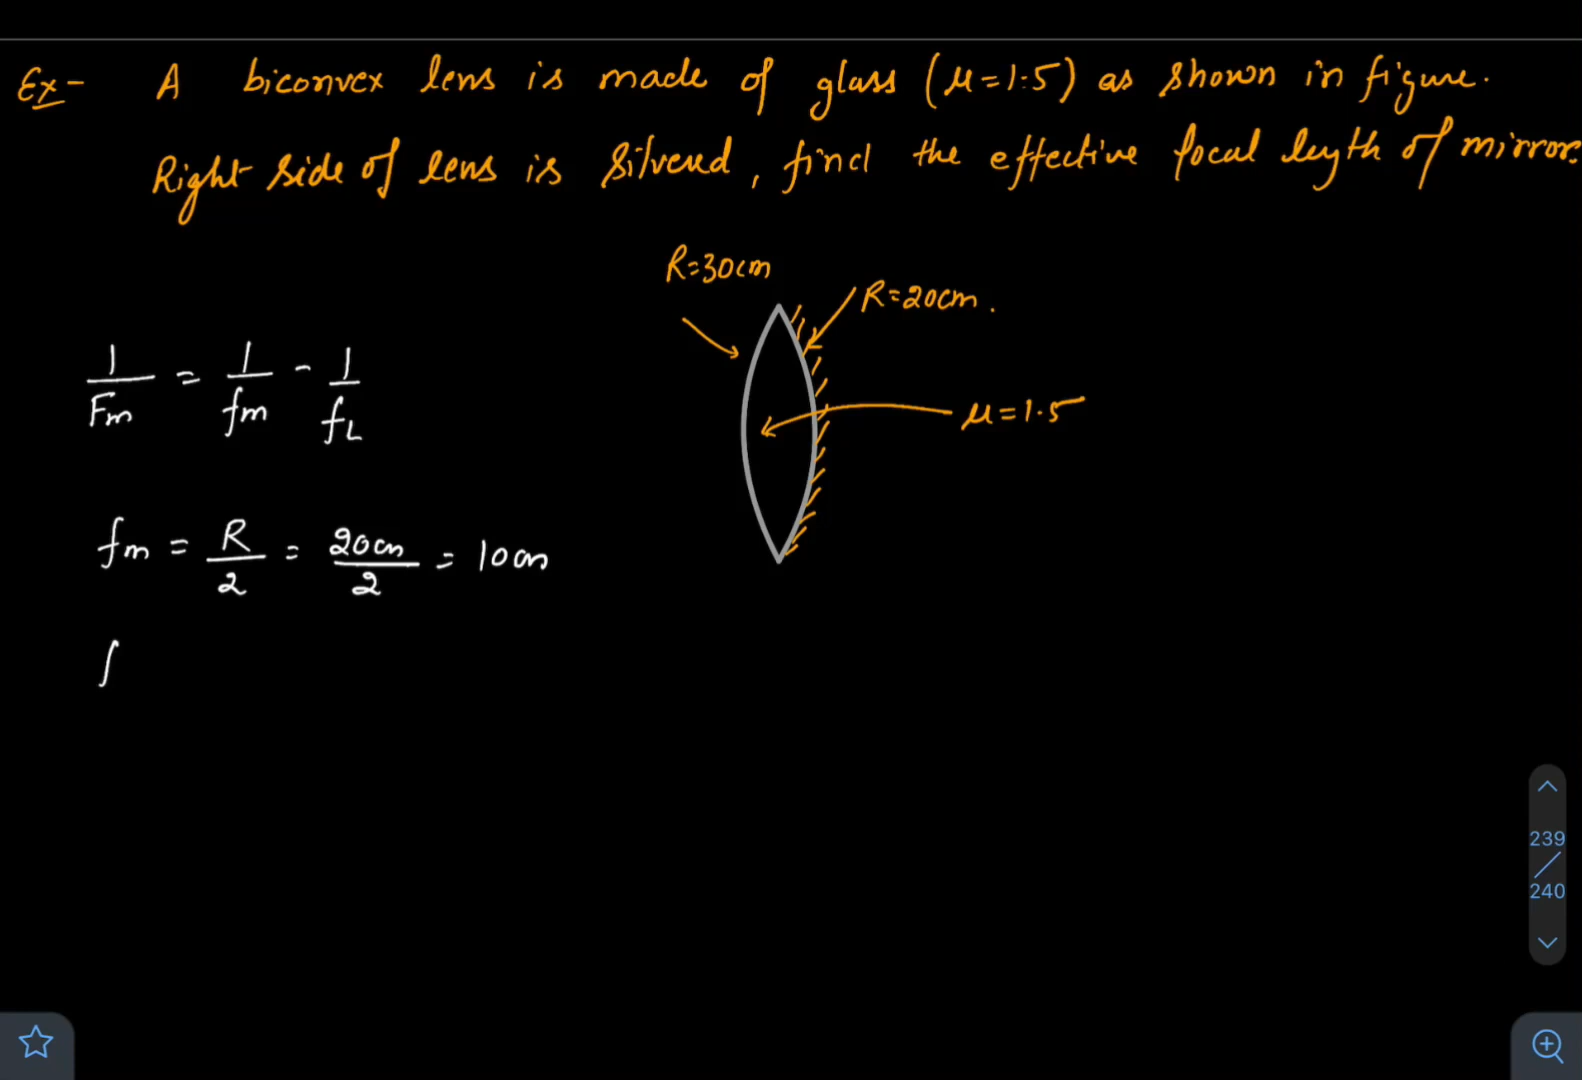 Ex- A biconvex lens is made of glass (μ=1.5) as shown in figure.
Right side of lens is silvered, find the effective focal length of mirror.
R=30cm
R=20cm.
μ=1.5
1/Fm = 1/fm - 1/fL
fm = R/2 = 20cm/2 = 10cm
239
/
240